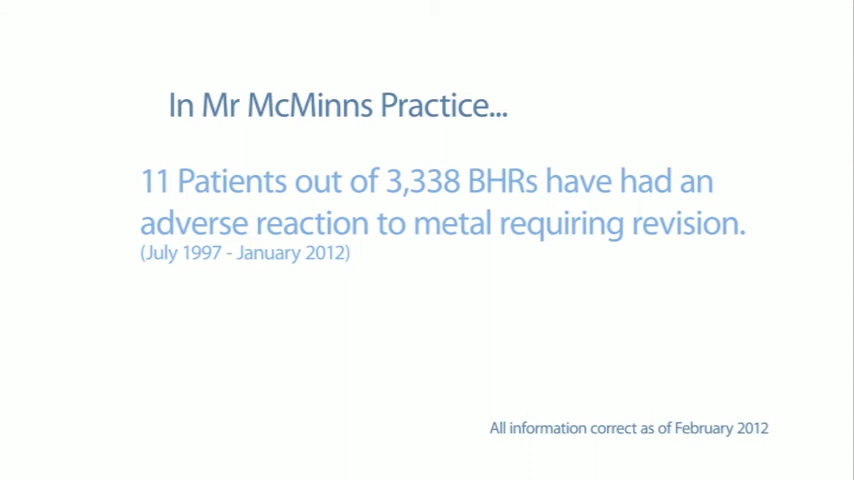 In Mr McMinns Practice...
11 Patients out of 3,338 BHRs have had an
adverse reaction to metal requiring revision.
(July 1997 - January 2012)
All information correct as of February 2012